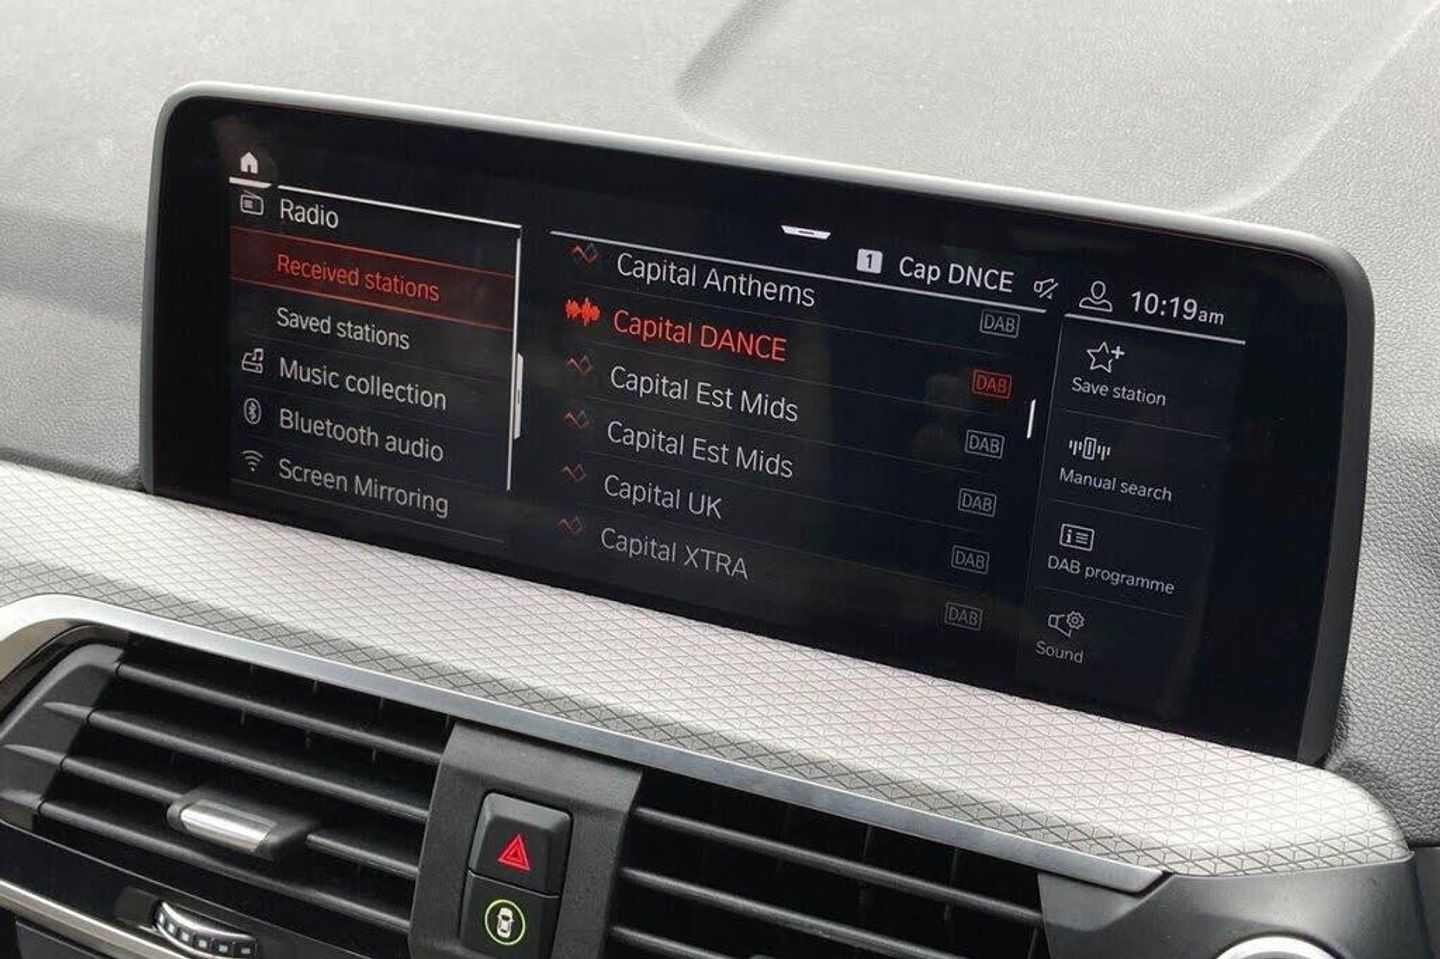 1 Cap DNCE
10:19am
Radio
Received stations
Saved stations
Music collection
Bluetooth audio
Screen Mirroring
Capital Anthems
DAB
Capital DANCE
DAB
Capital Est Mids
DAB
Capital Est Mids
DAB
Capital UK
DAB
Capital XTRA
DAB
Save station
Manual search
DAB programme
Sound